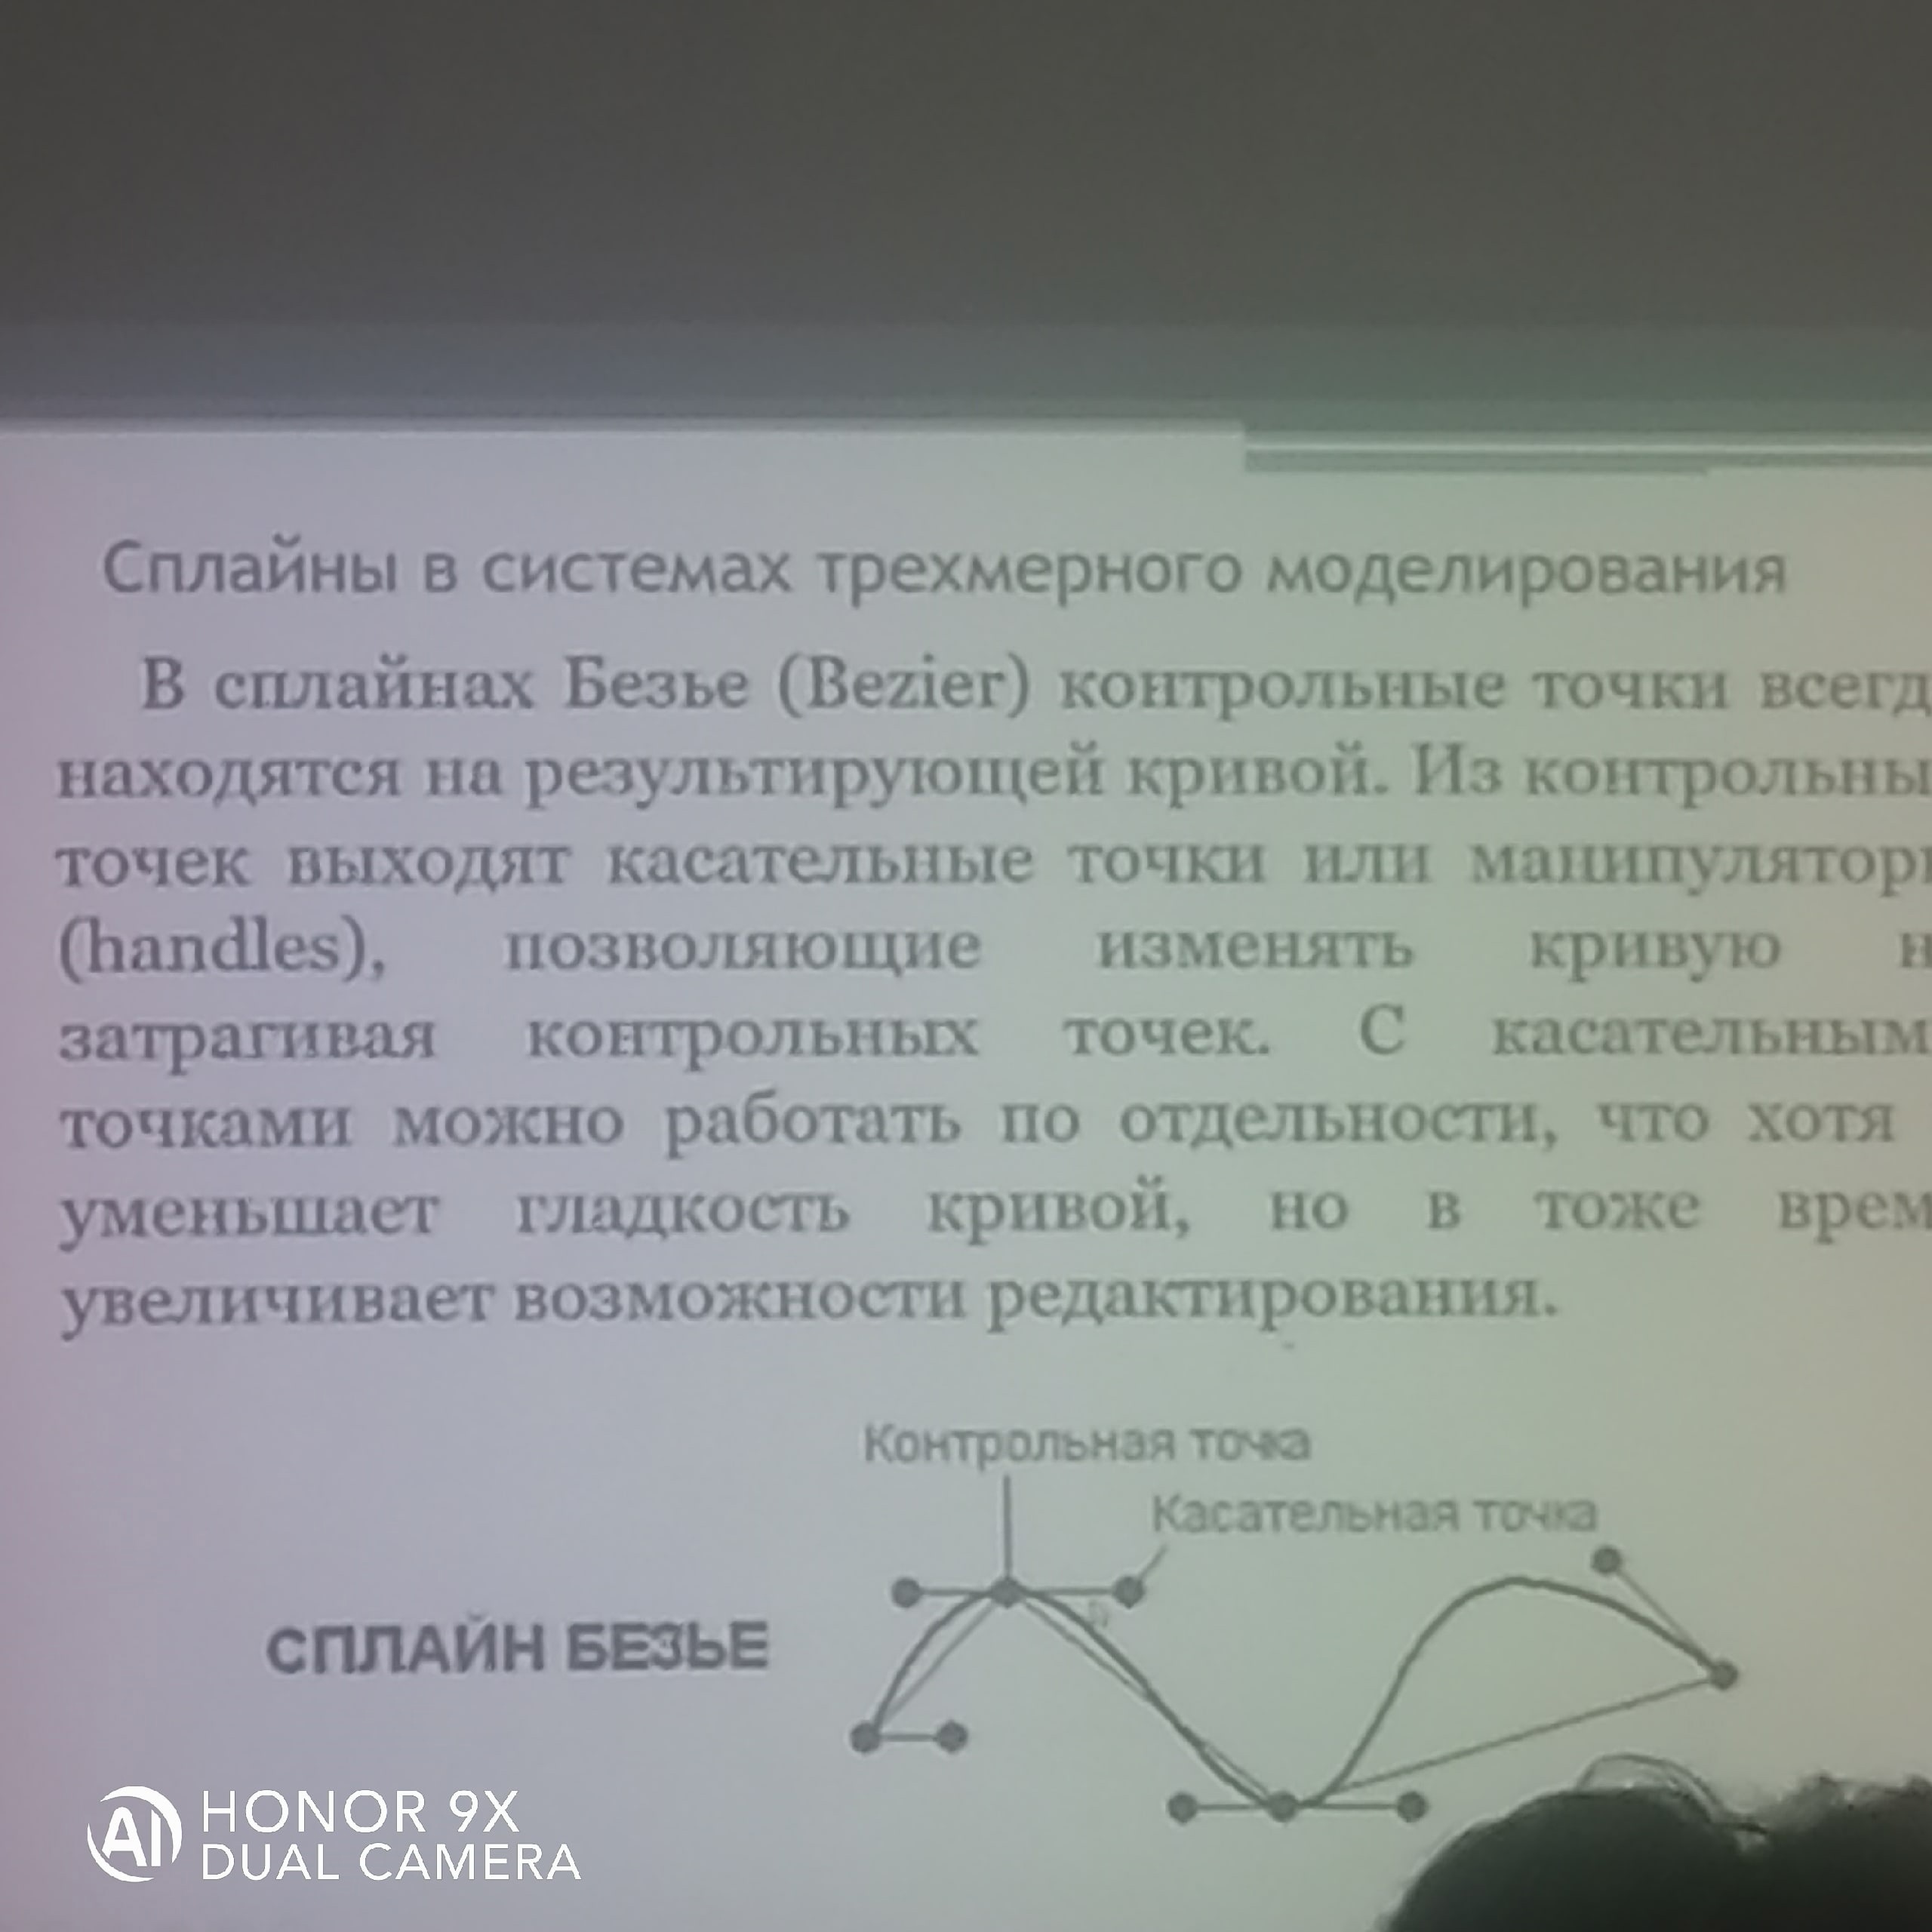 Сплайны в системах трехмерного моделирования
В сплайнах Безье (Bezier) контрольные точки всегд
находятся на результирующей кривой. Из контрольны
точек выходят касательные точки или манипулятор
(handles), позволяющие изменять кривую н
затрагивая контрольных точек. С касательным
точками можно работать по отдельности, что хотя
уменьшает гладкость кривой, но в тоже врем
увеличивает возможности редактирования.
Контрольная точка
Касательная точка
СПЛАЙН БЕЗЬЕ
AI HONOR 9X
DUAL CAMERA